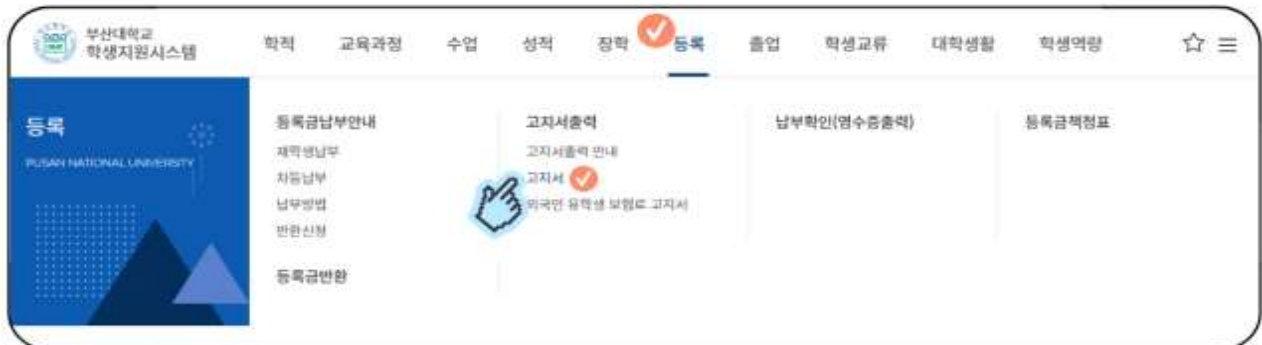 부산대학교
학생지원시스템
학적 교육과정 수업 성적 장학 등록 졸업 학생교류 대학생활 학생역량
등록
PUSAN NATIONAL UNIVERSITY
등록금납부안내
재학생납부
차등납부
납부방법
반환신청
등록금반환
고지서출력
고지서출력 안내
고지서
외국인 유학생 보험료 고지서
납부확인(영수증출력)
등록금책정표